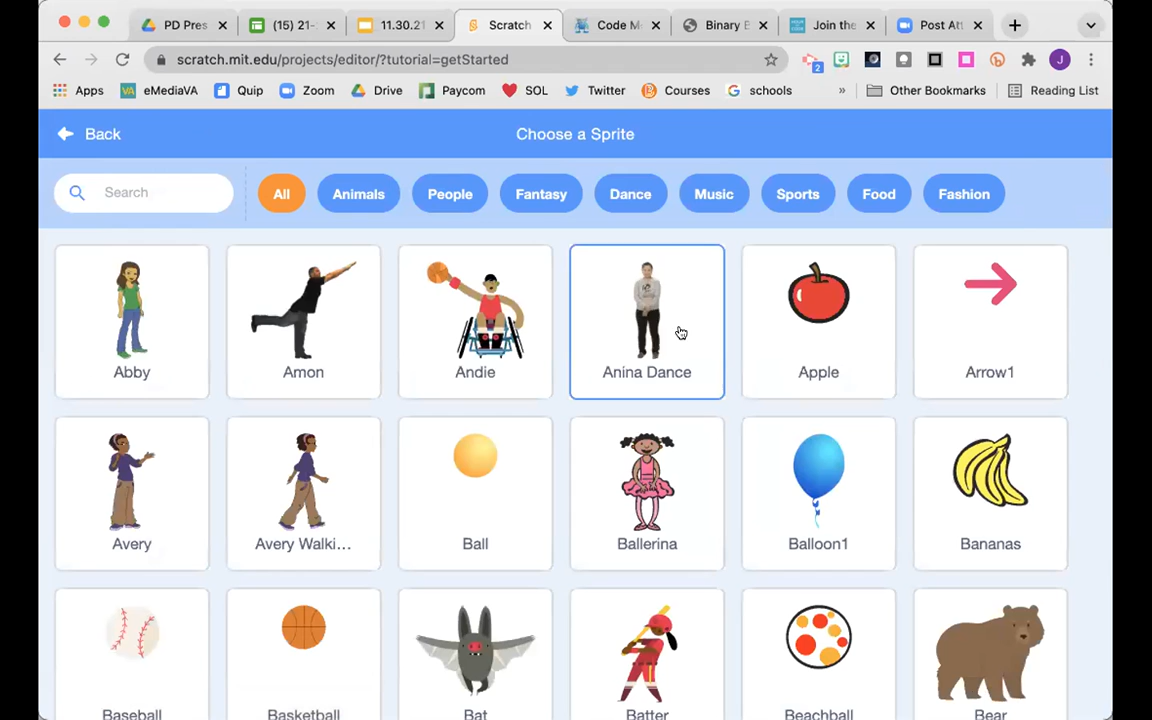 PD Pres
(15) 21-
11.30.21
Scratch
Code M
Binary E
Join the
Post Att
scratch.mit.edu/projects/editor/?tutorial=getStarted
2
J
Apps
eMediaVA
Quip
Zoom
Drive
Paycom
SOL
Twitter
Courses
schools
»
Other Bookmarks
Reading List
Back
Choose a Sprite
Search
All
Animals
People
Fantasy
Dance
Music
Sports
Food
Fashion
Abby
Amon
Andie
Anina Dance
Apple
Arrow1
Avery
Avery Walki...
Ball
Ballerina
Balloon1
Bananas
Baseball
Basketball
Bat
Batter
Beachball
Bear